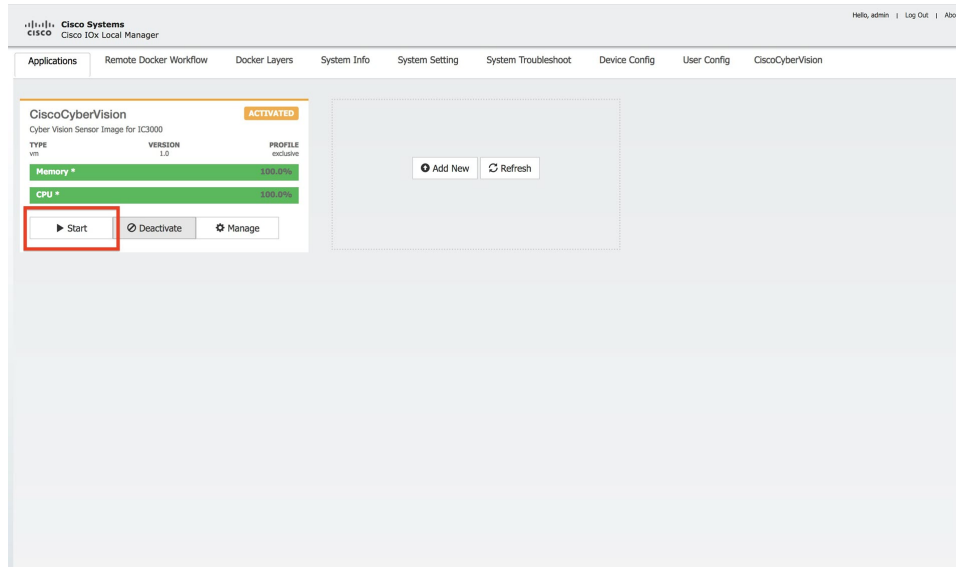 Hello, admin | Log Out | Abo
CISCO
Cisco Systems
Cisco IOx Local Manager
Applications Remote Docker Workflow Docker Layers System Info System Setting System Troubleshoot Device Config User Config CiscoCyberVision
CiscoCyberVision ACTIVATED
Cyber Vision Sensor Image for IC3000
TYPE VERSION PROFILE
vm 1.0 exclusive
Memory * 100.0%
CPU * 100.0%
Start Deactivate Manage
Add New Refresh